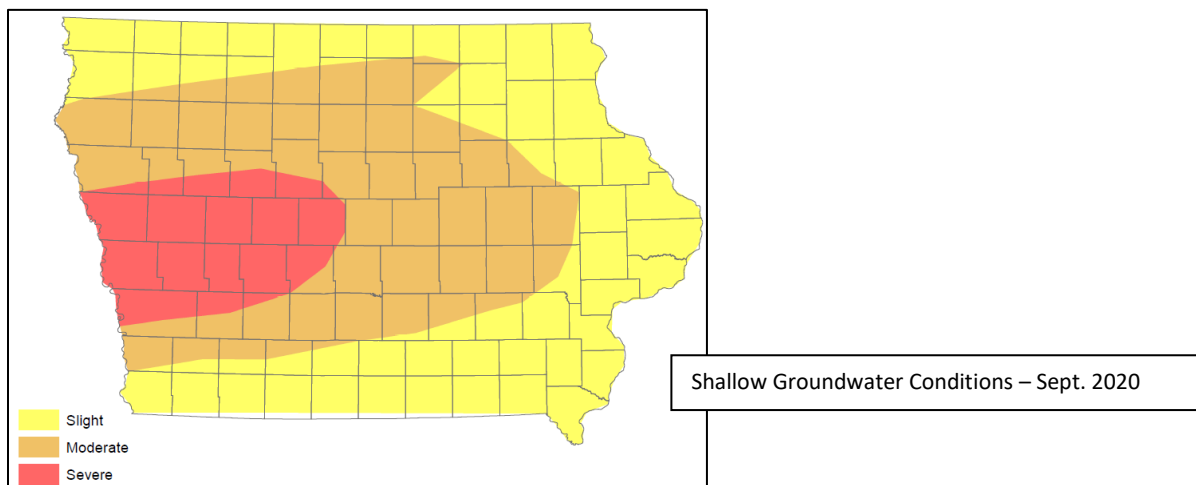 Shallow Groundwater Conditions – Sept. 2020
Slight
Moderate
Severe